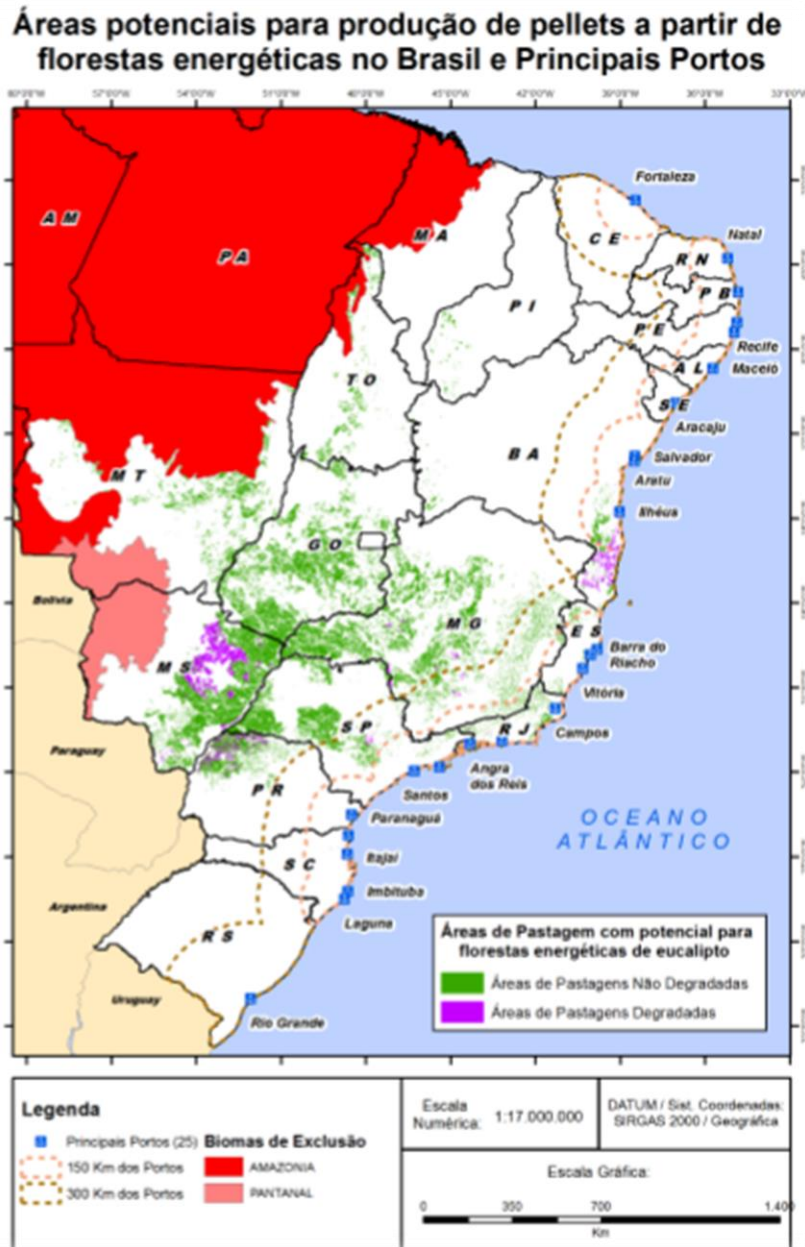 Áreas potenciais para produção de pellets a partir de
florestas energéticas no Brasil e Principais Portos
Fortaleza
A M
P A
M A
C E
Natal
R N
P B
P I
P E
Recife
T O
A L
Maceió
S E
Aracaju
B A
Salvador
M T
Aratu
Ilhéus
G O
Bolívia
M G
E S
Barra do
Riacho
M S
Vitória
S P
R J
Campos
Paraguay
Angra
dos Reis
P R
Santos
Paranaguá
OCEANO
ATLÂNTICO
S C
Itajaí
Imbituba
Argentina
Laguna
R S
Áreas de Pastagem com potencial para
florestas energéticas de eucalipto
Áreas de Pastagens Não Degradadas
Áreas de Pastagens Degradadas
Uruguay
Rio Grande
Legenda
Principais Portos (25)
150 Km dos Portos
300 Km dos Portos
Biomas de Exclusão
AMAZONIA
PANTANAL
Escala
Numérica: 1:17.000.000
DATUM / Sist. Coordenadas:
SIRGAS 2000 / Geográfica
Escala Gráfica:
0 350 700 1.400
Km